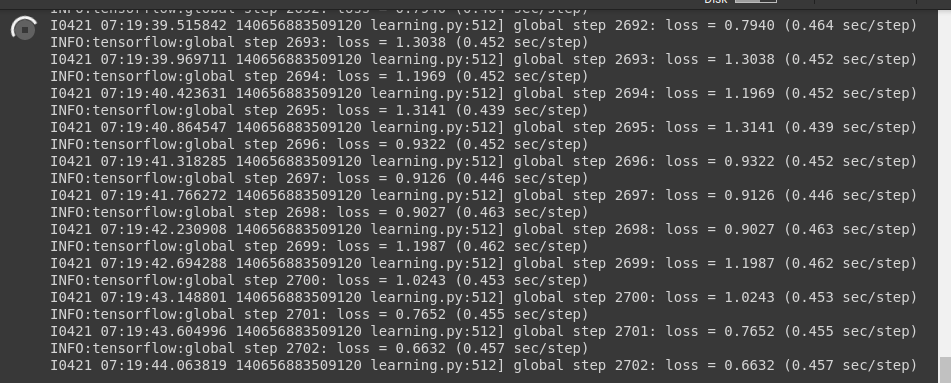 Disk
INFO:tensorflow:global step 2692: loss = 0.7940 (0.464 sec/step)
I0421 07:19:39.515842 140656883509120 learning.py:512] global step 2692: loss = 0.7940 (0.464 sec/step)
INFO:tensorflow:global step 2693: loss = 1.3038 (0.452 sec/step)
I0421 07:19:39.969711 140656883509120 learning.py:512] global step 2693: loss = 1.3038 (0.452 sec/step)
INFO:tensorflow:global step 2694: loss = 1.1969 (0.452 sec/step)
I0421 07:19:40.423631 140656883509120 learning.py:512] global step 2694: loss = 1.1969 (0.452 sec/step)
INFO:tensorflow:global step 2695: loss = 1.3141 (0.439 sec/step)
I0421 07:19:40.864547 140656883509120 learning.py:512] global step 2695: loss = 1.3141 (0.439 sec/step)
INFO:tensorflow:global step 2696: loss = 0.9322 (0.452 sec/step)
I0421 07:19:41.318285 140656883509120 learning.py:512] global step 2696: loss = 0.9322 (0.452 sec/step)
INFO:tensorflow:global step 2697: loss = 0.9126 (0.446 sec/step)
I0421 07:19:41.766272 140656883509120 learning.py:512] global step 2697: loss = 0.9126 (0.446 sec/step)
INFO:tensorflow:global step 2698: loss = 0.9027 (0.463 sec/step)
I0421 07:19:42.230908 140656883509120 learning.py:512] global step 2698: loss = 0.9027 (0.463 sec/step)
INFO:tensorflow:global step 2699: loss = 1.1987 (0.462 sec/step)
I0421 07:19:42.694288 140656883509120 learning.py:512] global step 2699: loss = 1.1987 (0.462 sec/step)
INFO:tensorflow:global step 2700: loss = 1.0243 (0.453 sec/step)
I0421 07:19:43.148801 140656883509120 learning.py:512] global step 2700: loss = 1.0243 (0.453 sec/step)
INFO:tensorflow:global step 2701: loss = 0.7652 (0.455 sec/step)
I0421 07:19:43.604996 140656883509120 learning.py:512] global step 2701: loss = 0.7652 (0.455 sec/step)
INFO:tensorflow:global step 2702: loss = 0.6632 (0.457 sec/step)
I0421 07:19:44.063819 140656883509120 learning.py:512] global step 2702: loss = 0.6632 (0.457 sec/step)